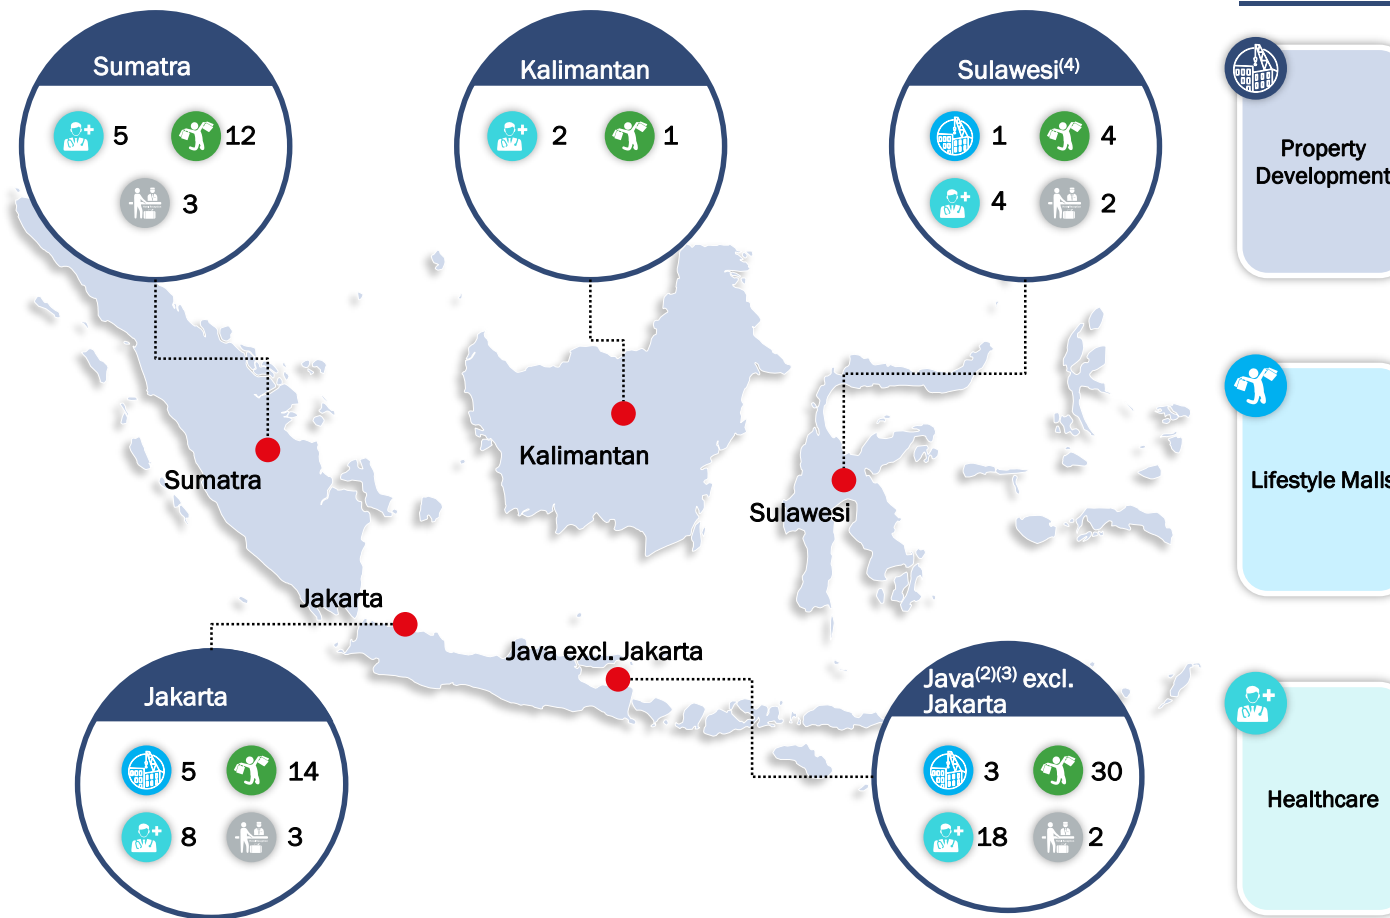 Sumatra
5
12
3
Kalimantan
2
1
Sulawesi(4)
1
4
4
2
Property
Development
Sumatra
Kalimantan
Sulawesi
Lifestyle Malls
Jakarta
Java excl. Jakarta
Jakarta
5
14
8
3
Java(2)(3) excl.
Jakarta
3
30
18
2
Healthcare